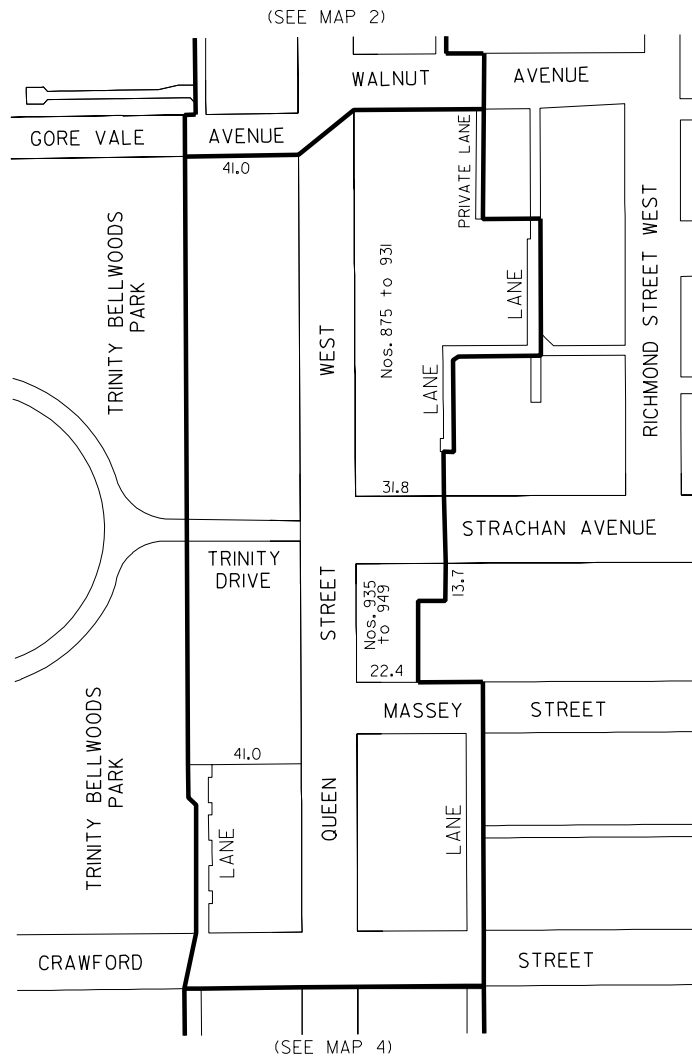 (SEE MAP 2)
WALNUT AVENUE
GORE VALE AVENUE
41.0
PRIVATE LANE
TRINITY BELLWOODS
PARK
Nos. 875 to 931
LANE
RICHMOND STREET WEST
WEST
LANE
31.8
STRACHAN AVENUE
TRINITY
DRIVE
STREET
Nos. 935
to 949
13.7
22.4
MASSEY STREET
TRINITY BELLWOODS
PARK
41.0
QUEEN
LANE
LANE
CRAWFORD STREET
(SEE MAP 4)